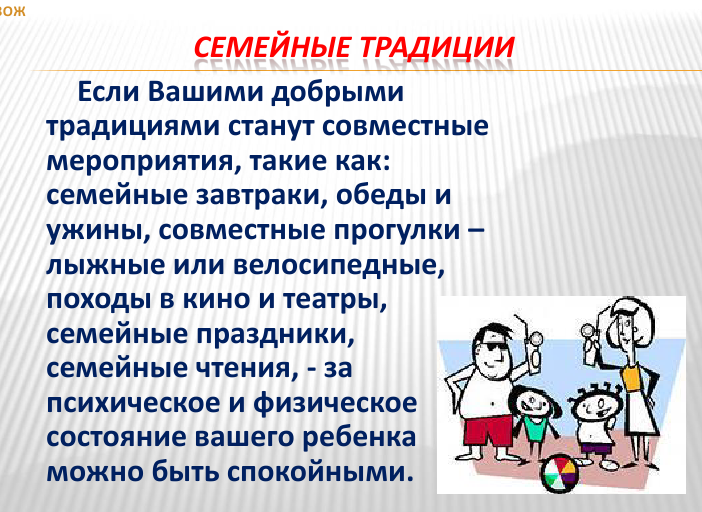 СЕМЕЙНЫЕ ТРАДИЦИИ
Если Вашими добрыми
традициями станут совместные
мероприятия, такие как:
семейные завтраки, обеды и
ужины, совместные прогулки –
лыжные или велосипедные,
походы в кино и театры,
семейные праздники,
семейные чтения, - за
психическое и физическое
состояние вашего ребенка
можно быть спокойными.